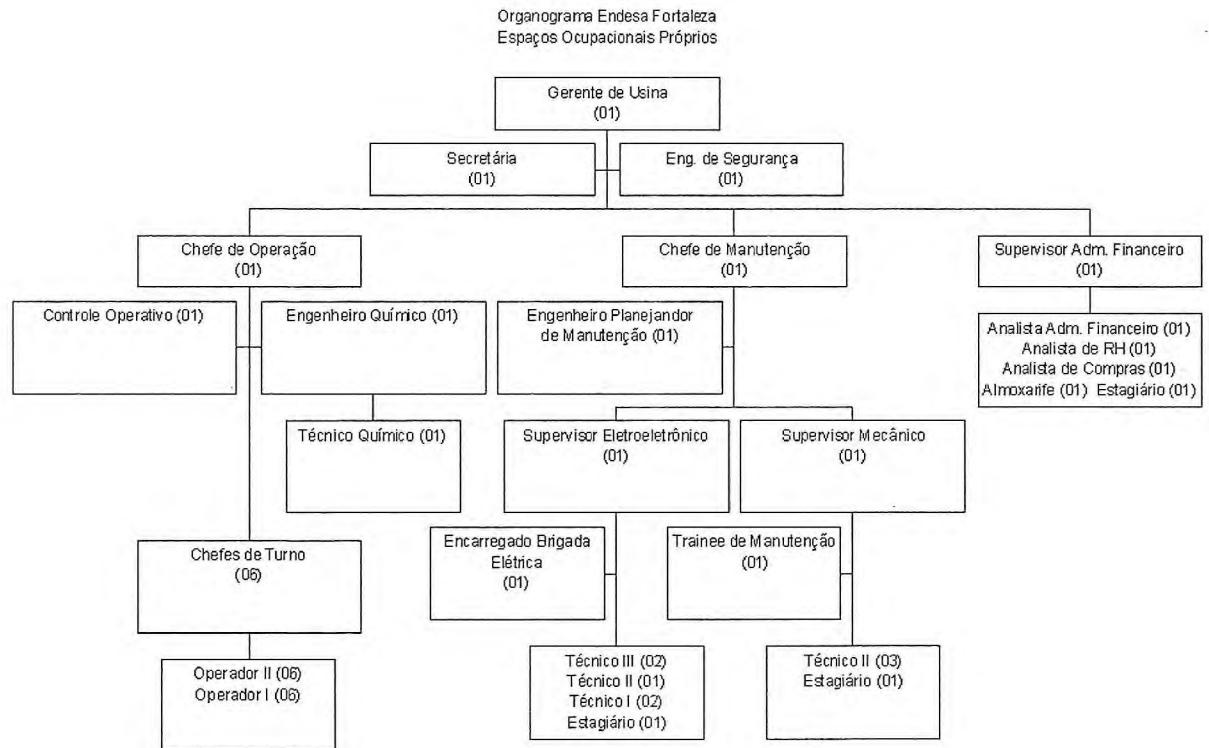 Organograma Endesa Fortaleza
Espaços Ocupacionais Próprios
Gerente de Usina
(01)
Secretária
(01)
Eng. de Segurança
(01)
Chefe de Operação
(01)
Chefe de Manutenção
(01)
Supervisor Adm. Financeiro
(01)
Controle Operativo (01)
Engenheiro Químico (01)
Engenheiro Planejandor
de Manutenção (01)
Analista Adm. Financeiro (01)
Analista de RH (01)
Analista de Compras (01)
Almoxarife (01) Estagiário (01)
Técnico Químico (01)
Supervisor Eletroeletrônico
(01)
Supervisor Mecânico
(01)
Chefes de Turno
(06)
Encarregado Brigada
Elétrica
(01)
Trainee de Manutenção
(01)
Operador II (06)
Operador I (06)
Técnico III (02)
Técnico II (01)
Técnico I (02)
Estagiário (01)
Técnico II (03)
Estagiário (01)